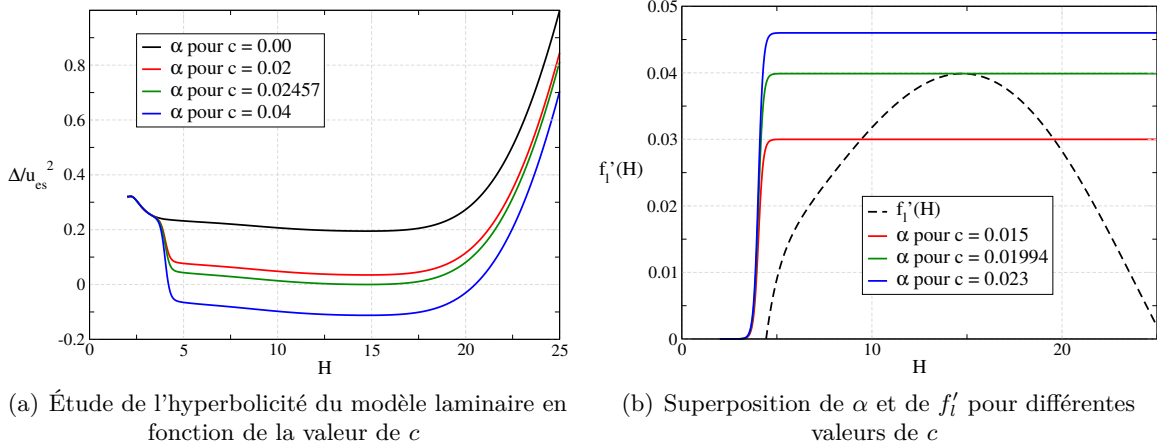 α pour c = 0.00
α pour c = 0.02
α pour c = 0.02457
α pour c = 0.04
0.8
0.6
0.4
0.2
0
-0.2
Δ/u_es^2
0 5 10 15 20 25
H
(a) Étude de l'hyperbolicité du modèle laminaire en
fonction de la valeur de c
0.05
0.04
0.03
0.02
0.01
0
f_l'(H)
f_l'(H)
α pour c = 0.015
α pour c = 0.01994
α pour c = 0.023
0 10 20
H
(b) Superposition de α et de f_l' pour différentes
valeurs de c